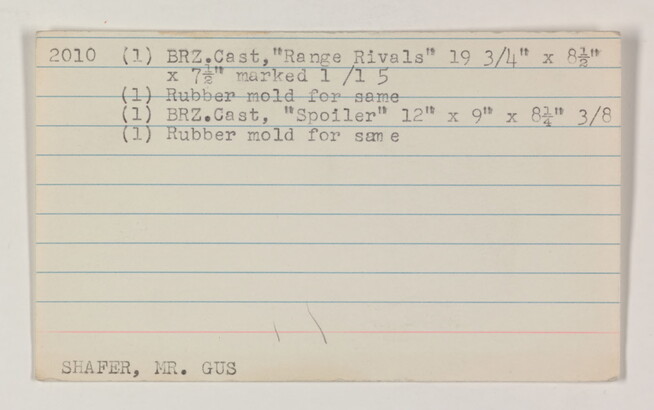 2010 (1) BRZ.Cast,"Range Rivals" 19 3/4" x 8½"
x 7½" marked 1 /1 5
(1) Rubber mold for same
(1) BRZ.Cast, "Spoiler" 12" x 9" x 8¼" 3/8
(1) Rubber mold for same
SHAFER, MR. GUS